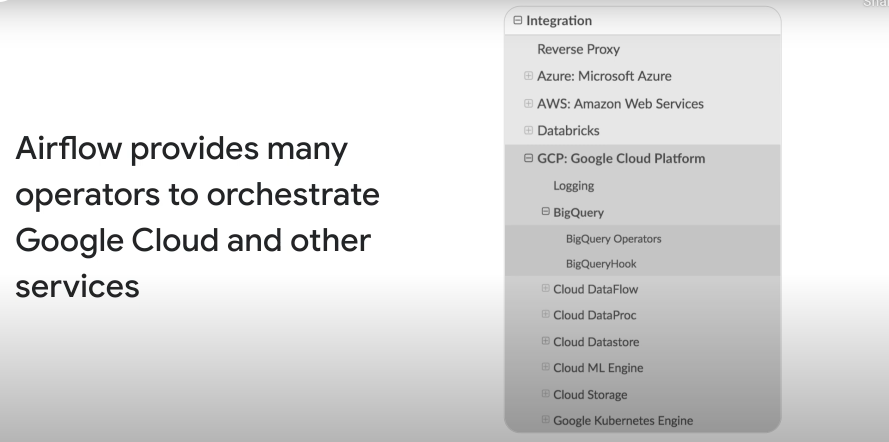 Airflow provides many
operators to orchestrate
Google Cloud and other
services
Integration
Reverse Proxy
Azure: Microsoft Azure
AWS: Amazon Web Services
Databricks
GCP: Google Cloud Platform
Logging
BigQuery
BigQuery Operators
BigQueryHook
Cloud DataFlow
Cloud DataProc
Cloud Datastore
Cloud ML Engine
Cloud Storage
Google Kubernetes Engine